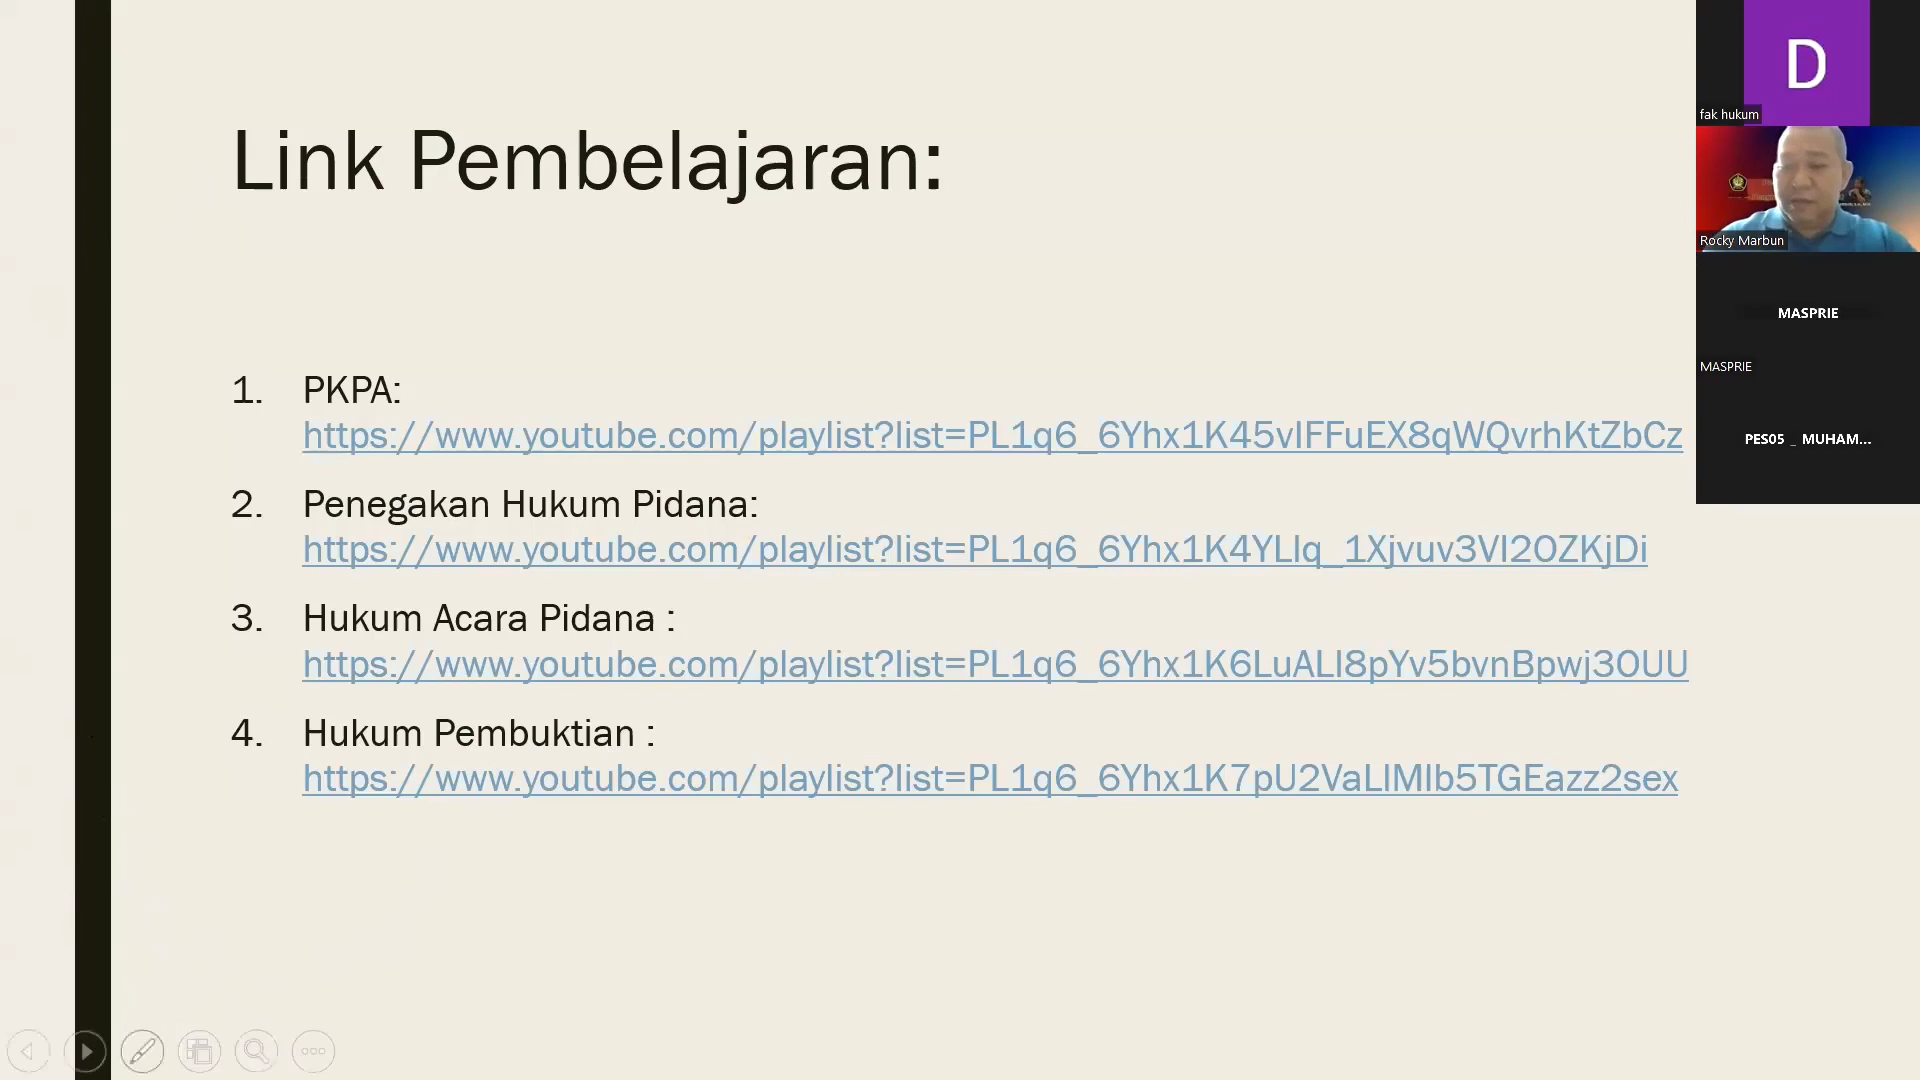 Link Pembelajaran:
1. PKPA:
https://www.youtube.com/playlist?list=PL1q6_6Yhx1K45vIFFuEX8qWQvrhKtZbCz
2. Penegakan Hukum Pidana:
https://www.youtube.com/playlist?list=PL1q6_6Yhx1K4YLIq_1Xjvuv3VI2OZKjDi
3. Hukum Acara Pidana :
https://www.youtube.com/playlist?list=PL1q6_6Yhx1K6LuALI8pYv5bvnBpwj3OUU
4. Hukum Pembuktian :
https://www.youtube.com/playlist?list=PL1q6_6Yhx1K7pU2VaLIMIb5TGEazz2sex
D
fak hukum
Rocky Marbun
MASPRIE
MASPRIE
PES05 _ MUHAM...